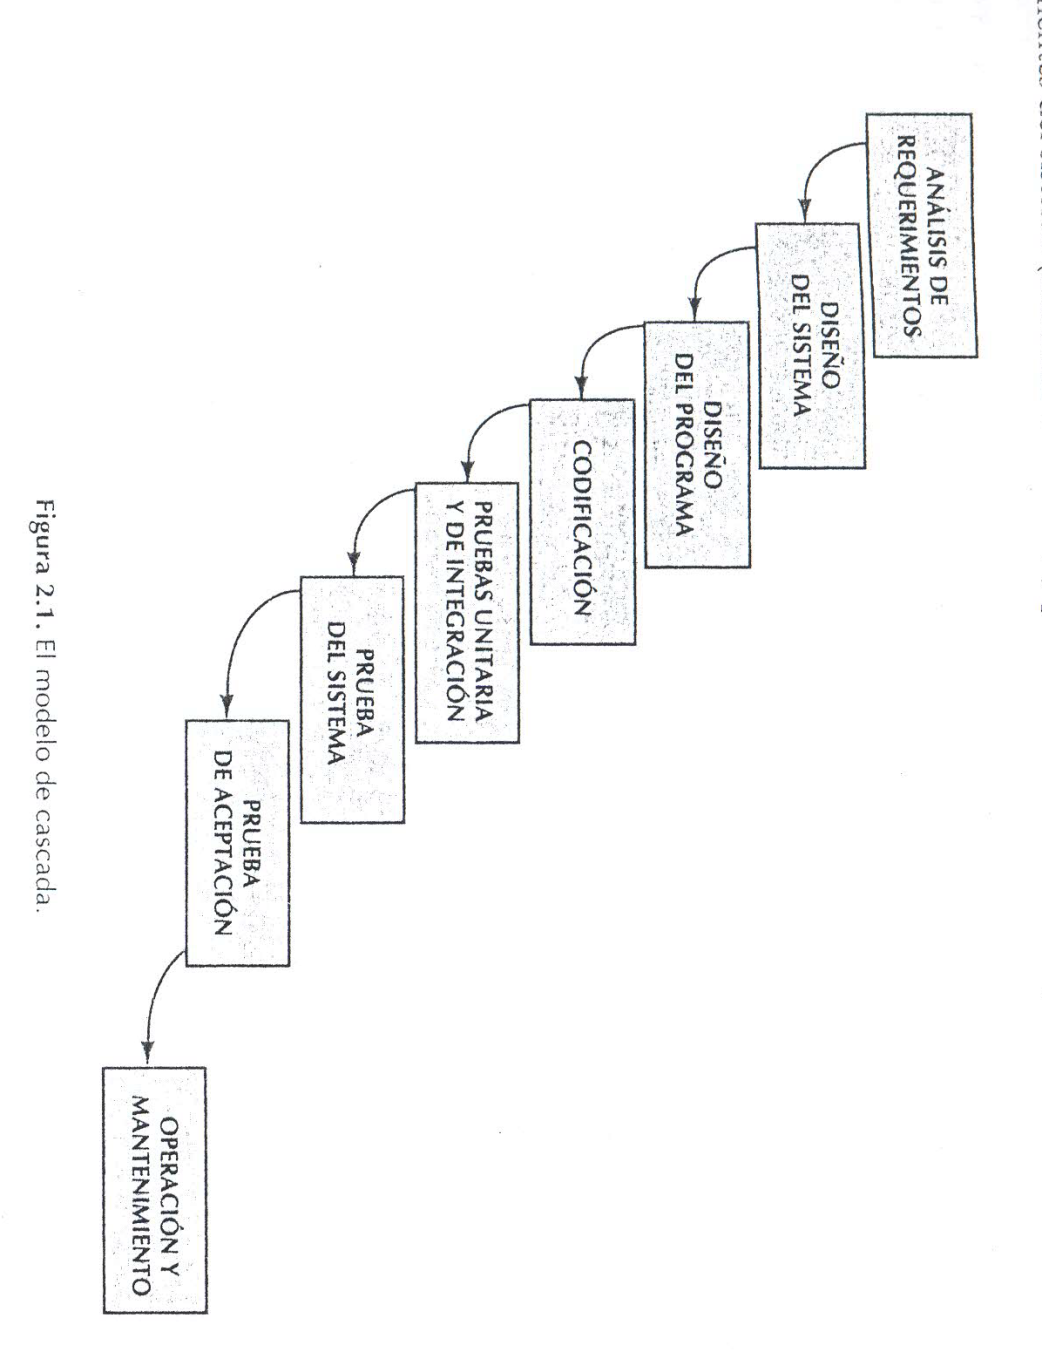 ANÁLISIS DE
REQUERIMIENTOS
DISEÑO
DEL SISTEMA
DISEÑO
DEL PROGRAMA
CODIFICACIÓN
PRUEBAS UNITARIA
Y DE INTEGRACIÓN
PRUEBA
DEL SISTEMA
PRUEBA
DE ACEPTACIÓN
OPERACIÓN Y
MANTENIMIENTO
Figura 2.1. El modelo de cascada.